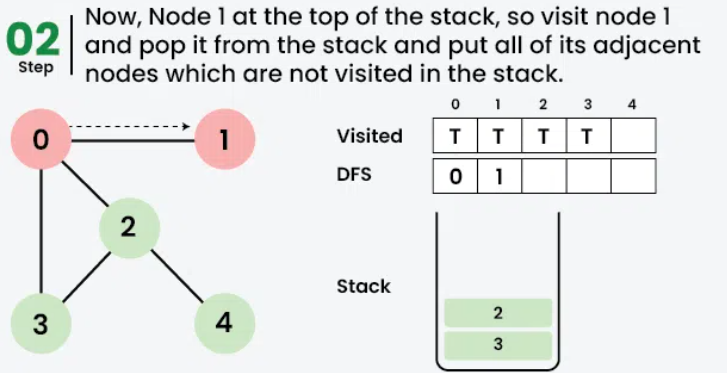 02
Step
Now, Node 1 at the top of the stack, so visit node 1
and pop it from the stack and put all of its adjacent
nodes which are not visited in the stack.
0 1 2 3 4
Visited T T T T
DFS 0 1
0 1
2
3 4
Stack
2
3